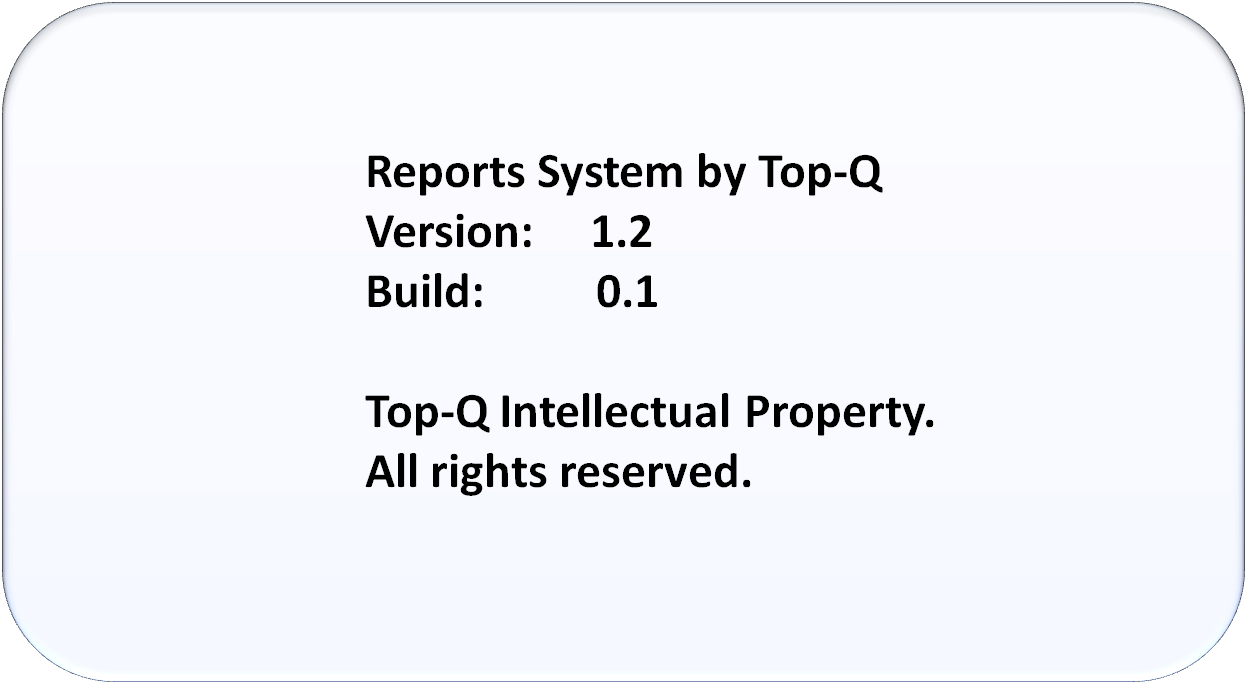 Reports System by Top-Q
Version: 1.2
Build: 0.1
Top-Q Intellectual Property.
All rights reserved.